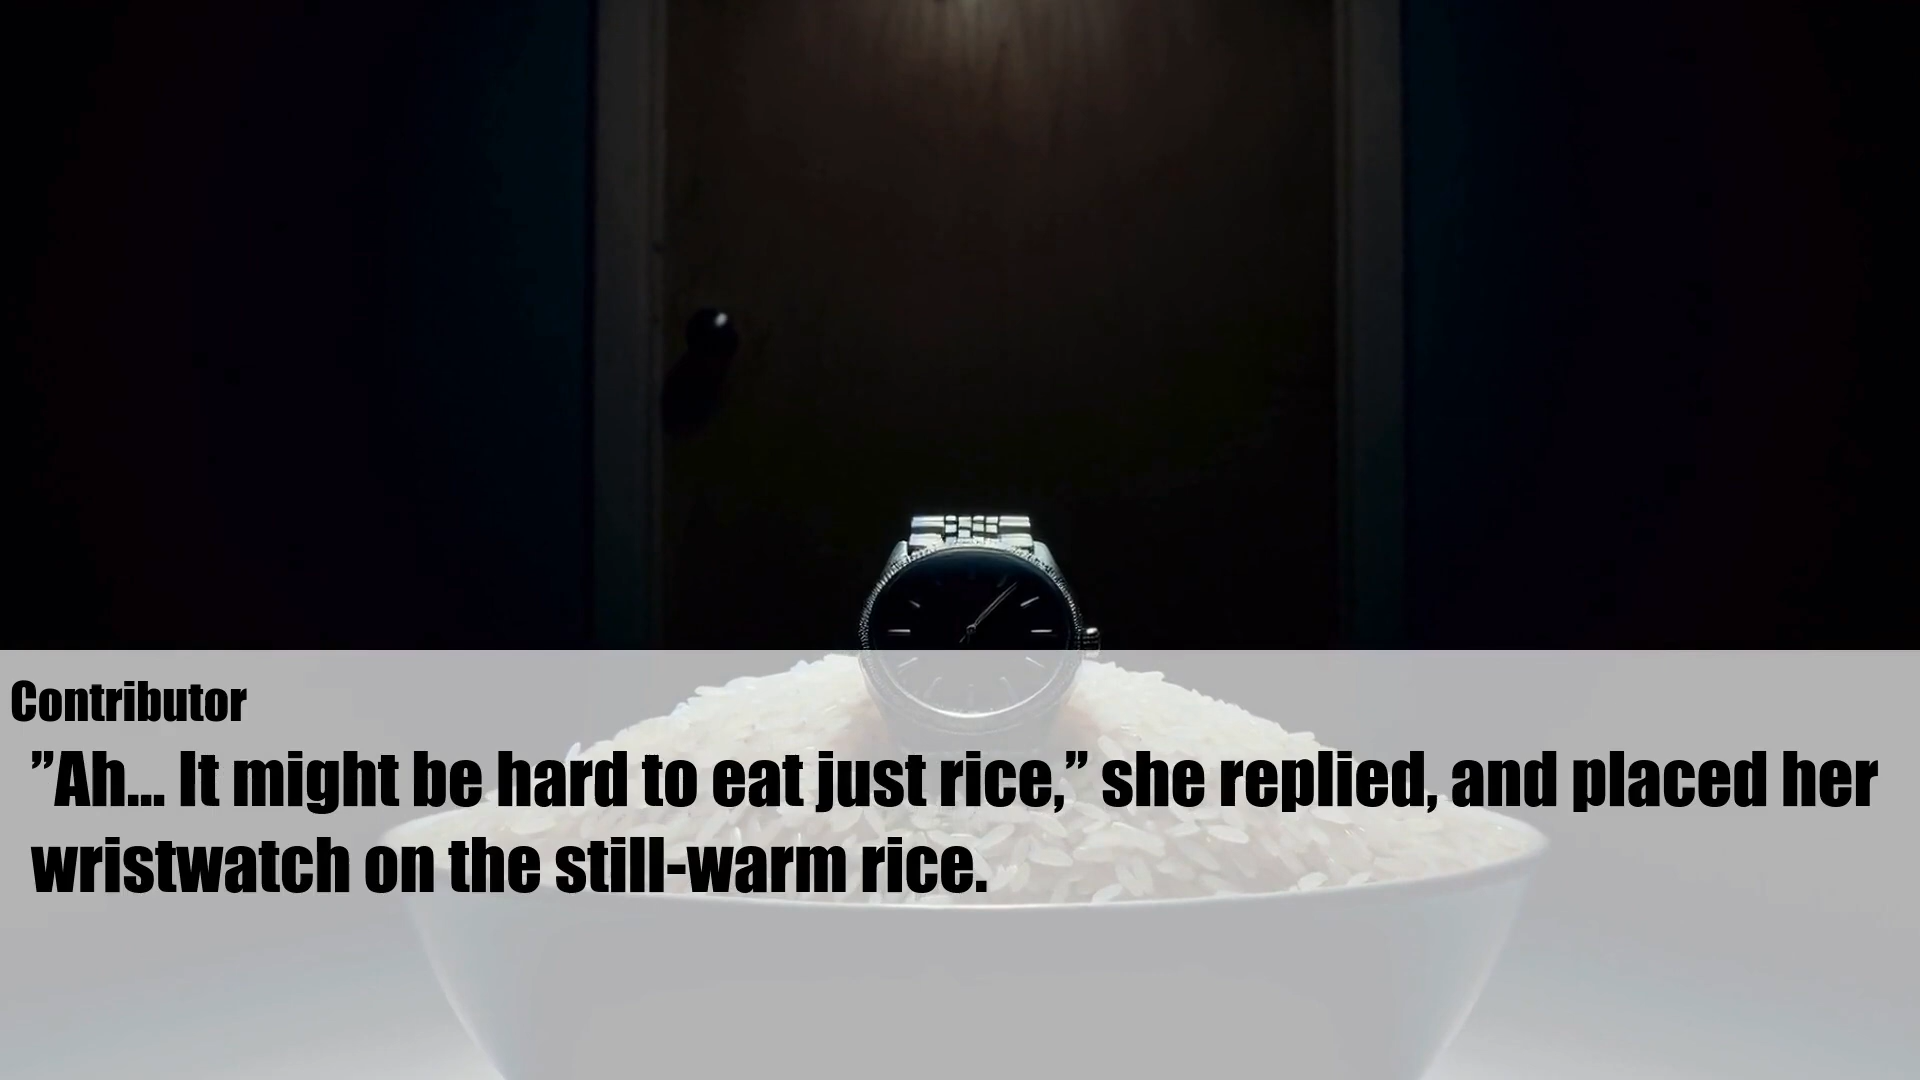 Contributor
”Ah... It might be hard to eat just rice,” she replied, and placed her
wristwatch on the still-warm rice.